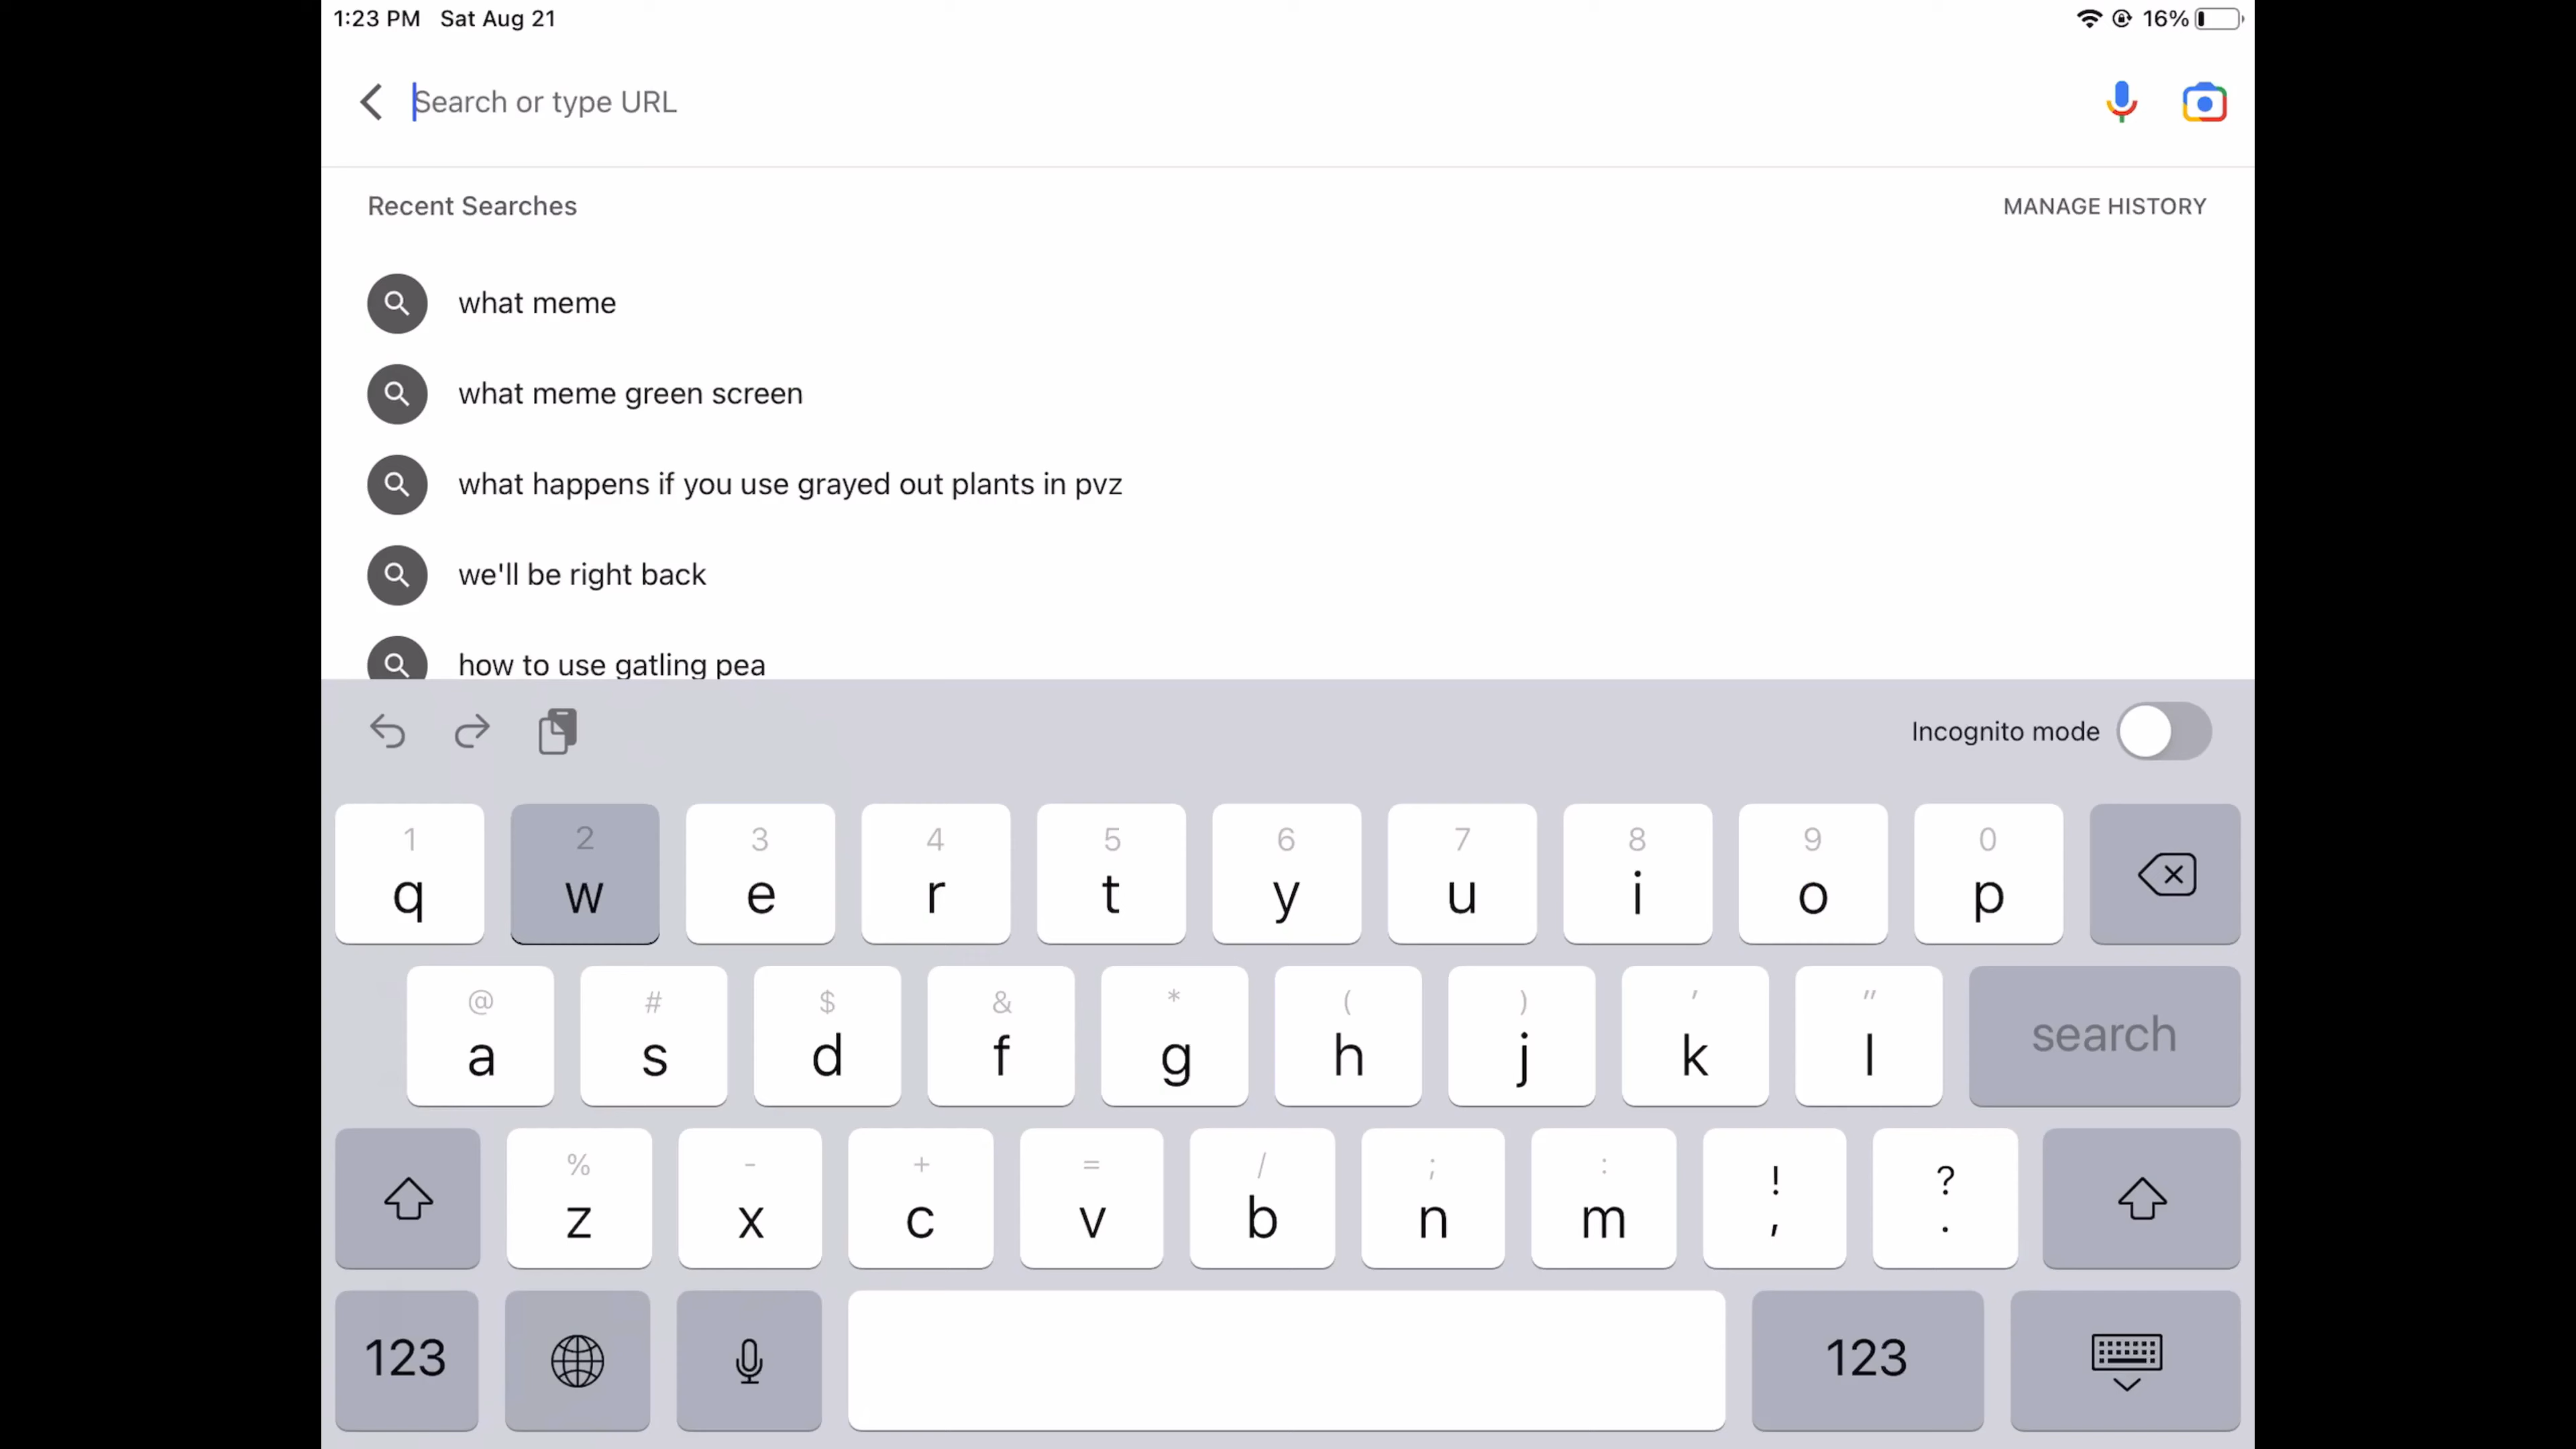 1:23 PM Sat Aug 21 16%
Search or type URL
Recent Searches MANAGE HISTORY
what meme
what meme green screen
what happens if you use grayed out plants in pvz
we'll be right back
how to use gatling pea
Incognito mode
1 2 3 4 5 6 7 8 9 0
q w e r t y u i o p
@ # $ & * ( ) ' "
a s d f g h j k l search
% - + = / ; : ! ?
z x c v b n m , .
123 123